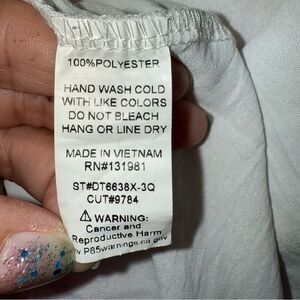 100%POLYESTER
HAND WASH COLD
WITH LIKE COLORS
DO NOT BLEACH
HANG OR LINE DRY
MADE IN VIETNAM
RN#131981
ST#DT6638X-3Q
CUT#9784
⚠ WARNING:
Cancer and
Reproductive Harm
w.P65warnings.ca.gov